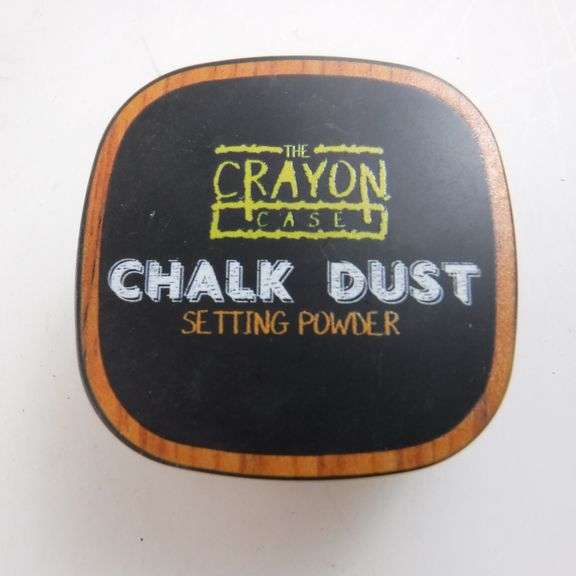 THE
CRAYON
CASE
CHALK DUST
SETTING POWDER